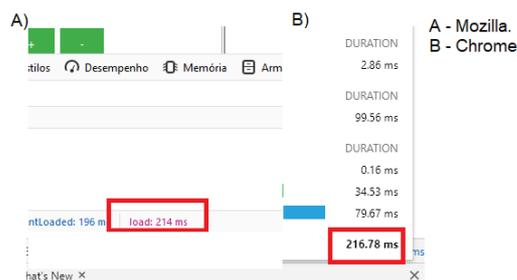 A)
+ -
stilos Desempenho Memória Arm
ntLoaded: 196 m load: 214 ms
hat's New ×
B)
DURATION
2.86 ms
DURATION
99.56 ms
DURATION
0.16 ms
34.53 ms
79.67 ms
216.78 ms
ms
×
A - Mozilla.
B - Chrome